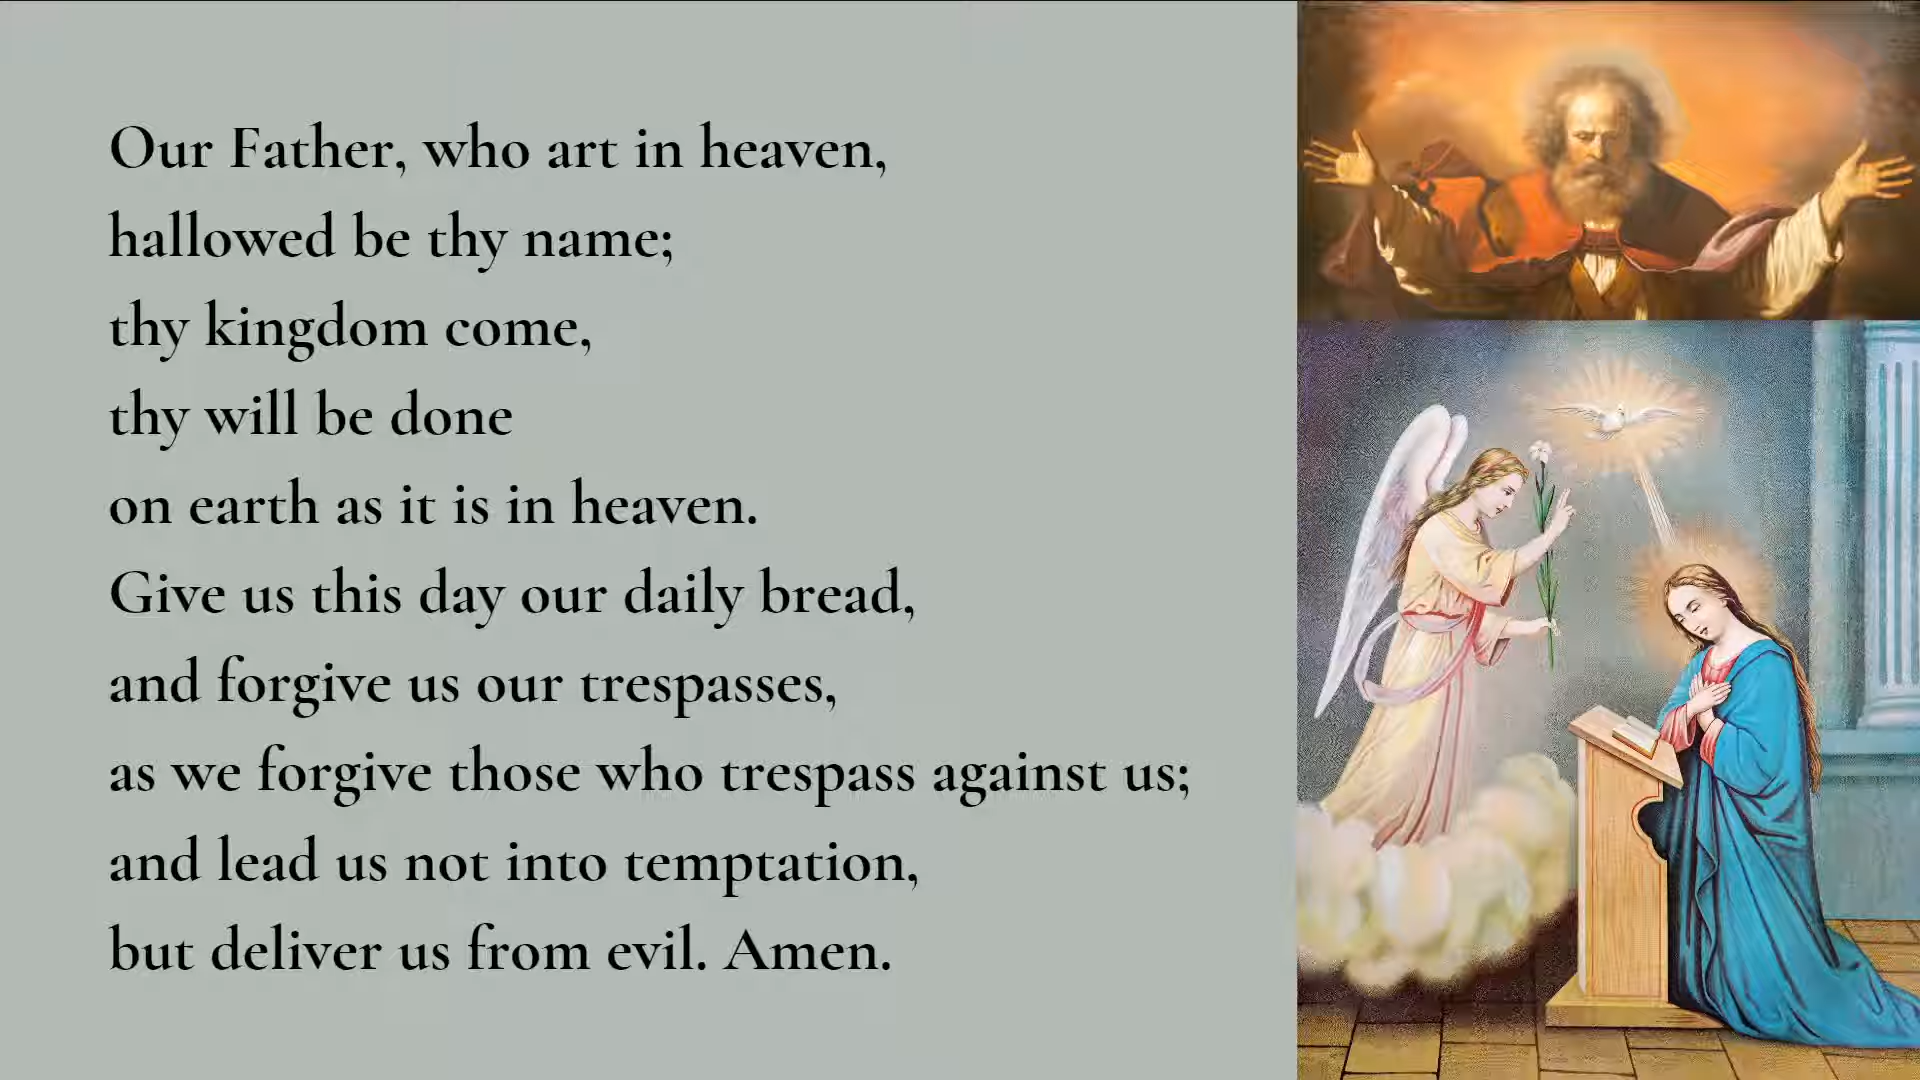 Our Father, who art in heaven,
hallowed be thy name;
thy kingdom come,
thy will be done
on earth as it is in heaven.
Give us this day our daily bread,
and forgive us our trespasses,
as we forgive those who trespass against us;
and lead us not into temptation,
but deliver us from evil. Amen.